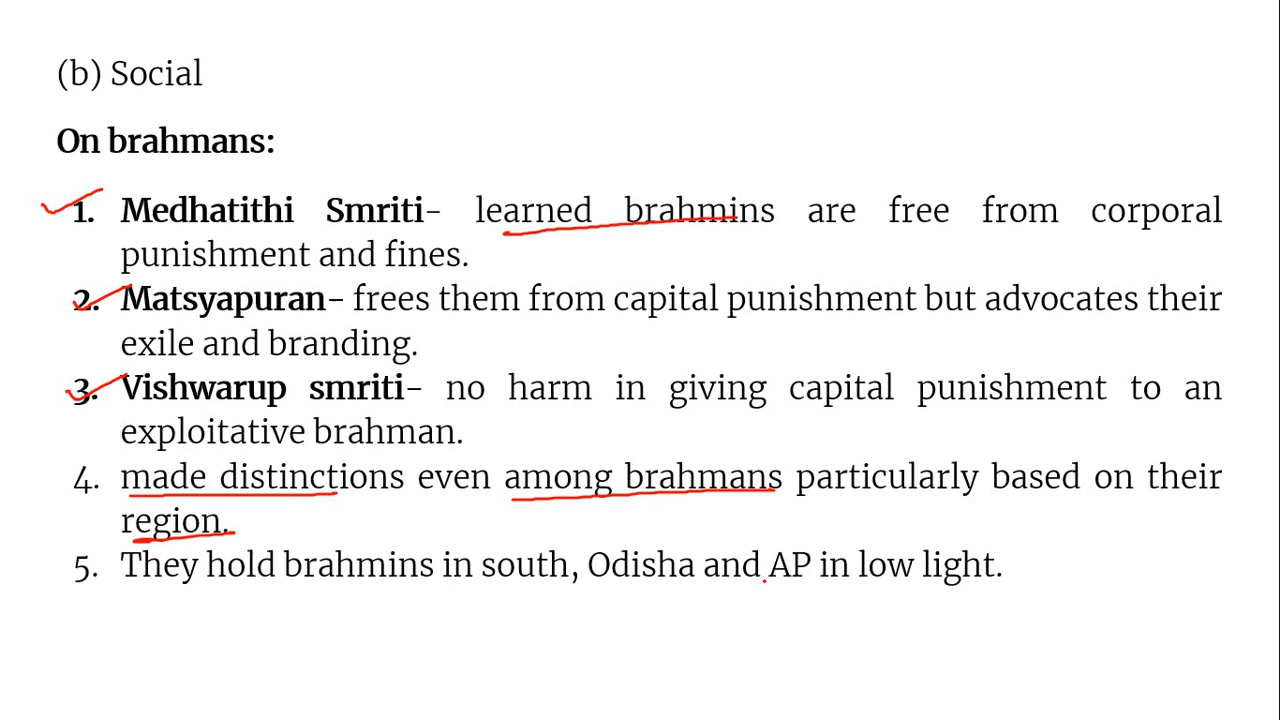 (b) Social
On brahmans:
1. Medhatithi Smriti- learned brahmins are free from corporal
punishment and fines.
2. Matsyapuran- frees them from capital punishment but advocates their
exile and branding.
3. Vishwarup smriti- no harm in giving capital punishment to an
exploitative brahman.
4. made distinctions even among brahmans particularly based on their
region.
5. They hold brahmins in south, Odisha and AP in low light.